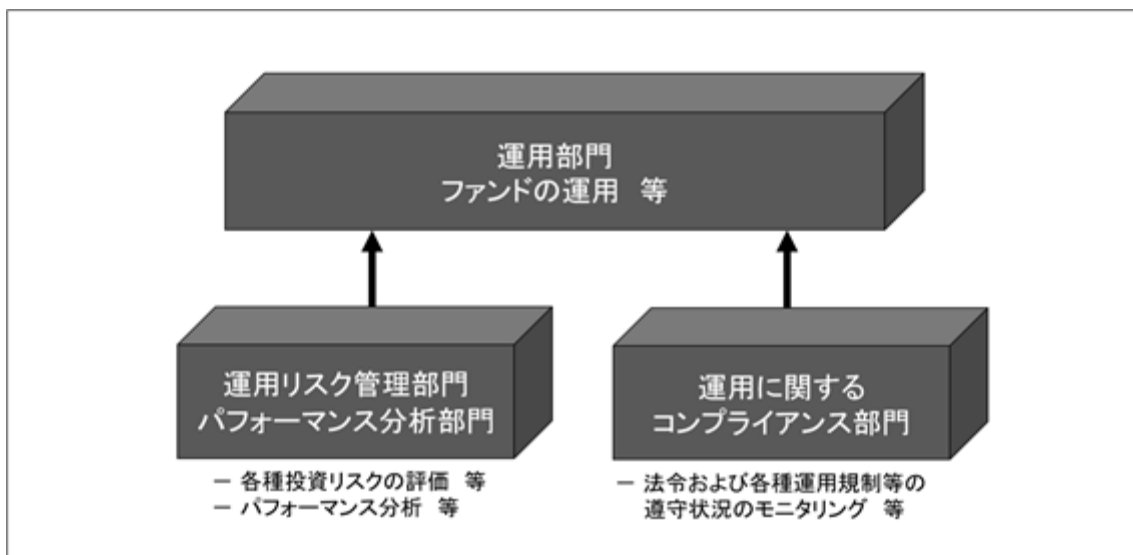 運用部門
ファンドの運用 等
運用リスク管理部門
パフォーマンス分析部門
－ 各種投資リスクの評価 等
－ パフォーマンス分析 等
運用に関する
コンプライアンス部門
－ 法令および各種運用規制等の
遵守状況のモニタリング 等